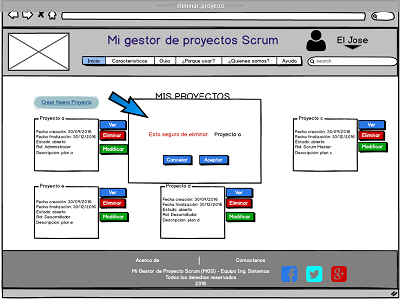 eliminar_proyecto
Mi gestor de proyectos Scrum
El Jose
Inicio
Caracteristicas
Guia
¿Porque usar?
¿Quienes somos?
Ayuda
search
Crear Nuevo Proyecto
MIS PROYECTOS
Proyecto a
Fecha creación: 30/09/2016
Fecha finalización: 30/12/2016
Estado: abierto
Rol: Administrador
Descripcion: plan a
Ver
Eliminar
Modificar
Esta seguro de eliminar: Proyecto a
Cancelar
Aceptar
Proyecto c
Fecha creación: 30/09/2016
Fecha finalización: 30/12/2016
Estado: abierto
Rol: Scrum Master
Descripcion: plan c
Ver
Eliminar
Modificar
Proyecto e
Fecha creación: 30/09/2016
Fecha finalización: 30/12/2016
Estado: abierto
Rol: Desarrollador
Descripcion: plan e
Ver
Eliminar
Modificar
Proyecto d
Fecha creación: 30/09/2016
Fecha finalización: 30/12/2016
Estado: abierto
Rol: Desarrollador
Descripcion: plan d
Ver
Eliminar
Modificar
Acerca de
Contactenos
Mi Gestor de Proyecto Scrum (MGS) - Equipo Ing. Sistemas
Todos los derechos reservados
2016